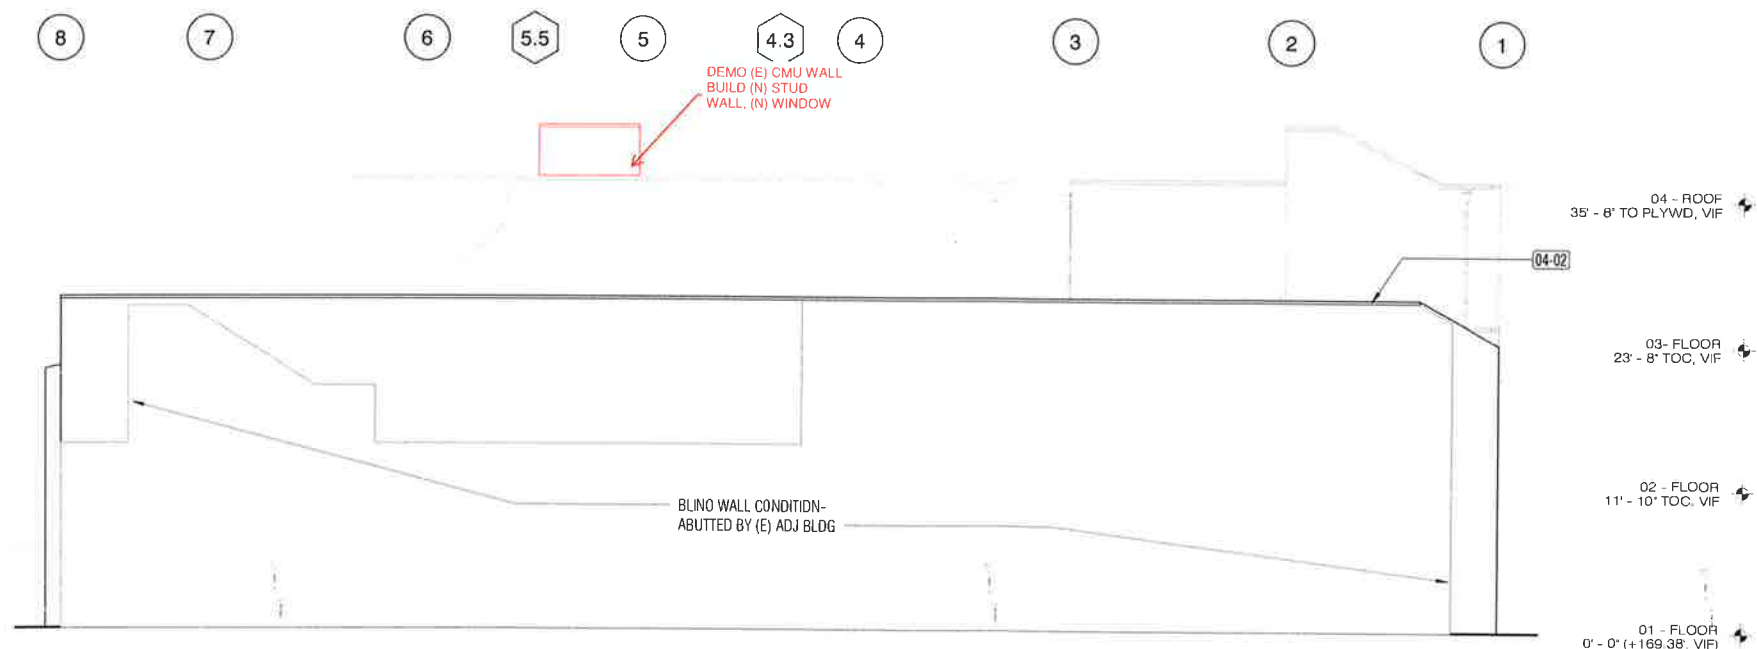 8
7
6
5.5
5
4.3
4
3
2
1
DEMO (E) CMU WALL
BUILD (N) STUD
WALL, (N) WINDOW
04 - ROOF
35' - 8" TO PLYWD, VIF
04-02
03- FLOOR
23' - 8" TOC, VIF
02 - FLOOR
11' - 10" TOC, VIF
BLIND WALL CONDITION-
ABUTTED BY (E) ADJ BLDG
01 - FLOOR
0' - 0" (+169.38', VIF)